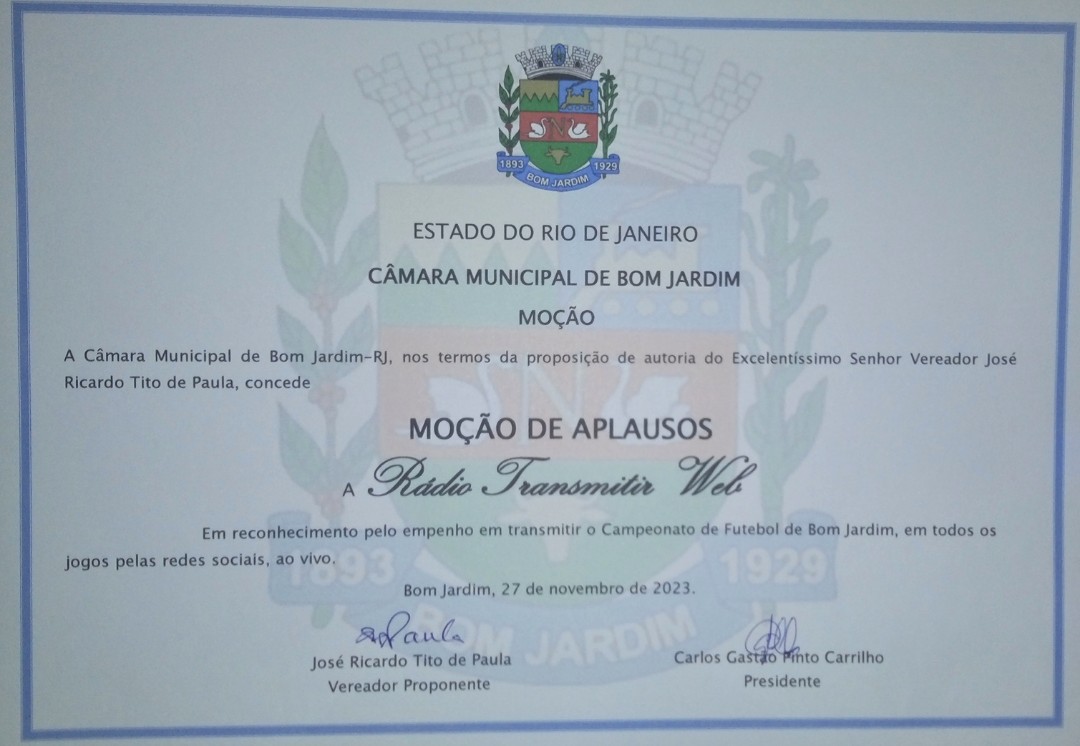 1893 1929
BOM JARDIM
ESTADO DO RIO DE JANEIRO
CÂMARA MUNICIPAL DE BOM JARDIM
MOÇÃO
A Câmara Municipal de Bom Jardim-RJ, nos termos da proposição de autoria do Excelentíssimo Senhor Vereador José
Ricardo Tito de Paula, concede
MOÇÃO DE APLAUSOS
A Rádio Transmitir Web
Em reconhecimento pelo empenho em transmitir o Campeonato de Futebol de Bom Jardim, em todos os
jogos pelas redes sociais, ao vivo.
1893 1929
Bom Jardim, 27 de novembro de 2023.
BOM JARDIM
José Ricardo Tito de Paula
Vereador Proponente
Carlos Gastão Pinto Carrilho
Presidente